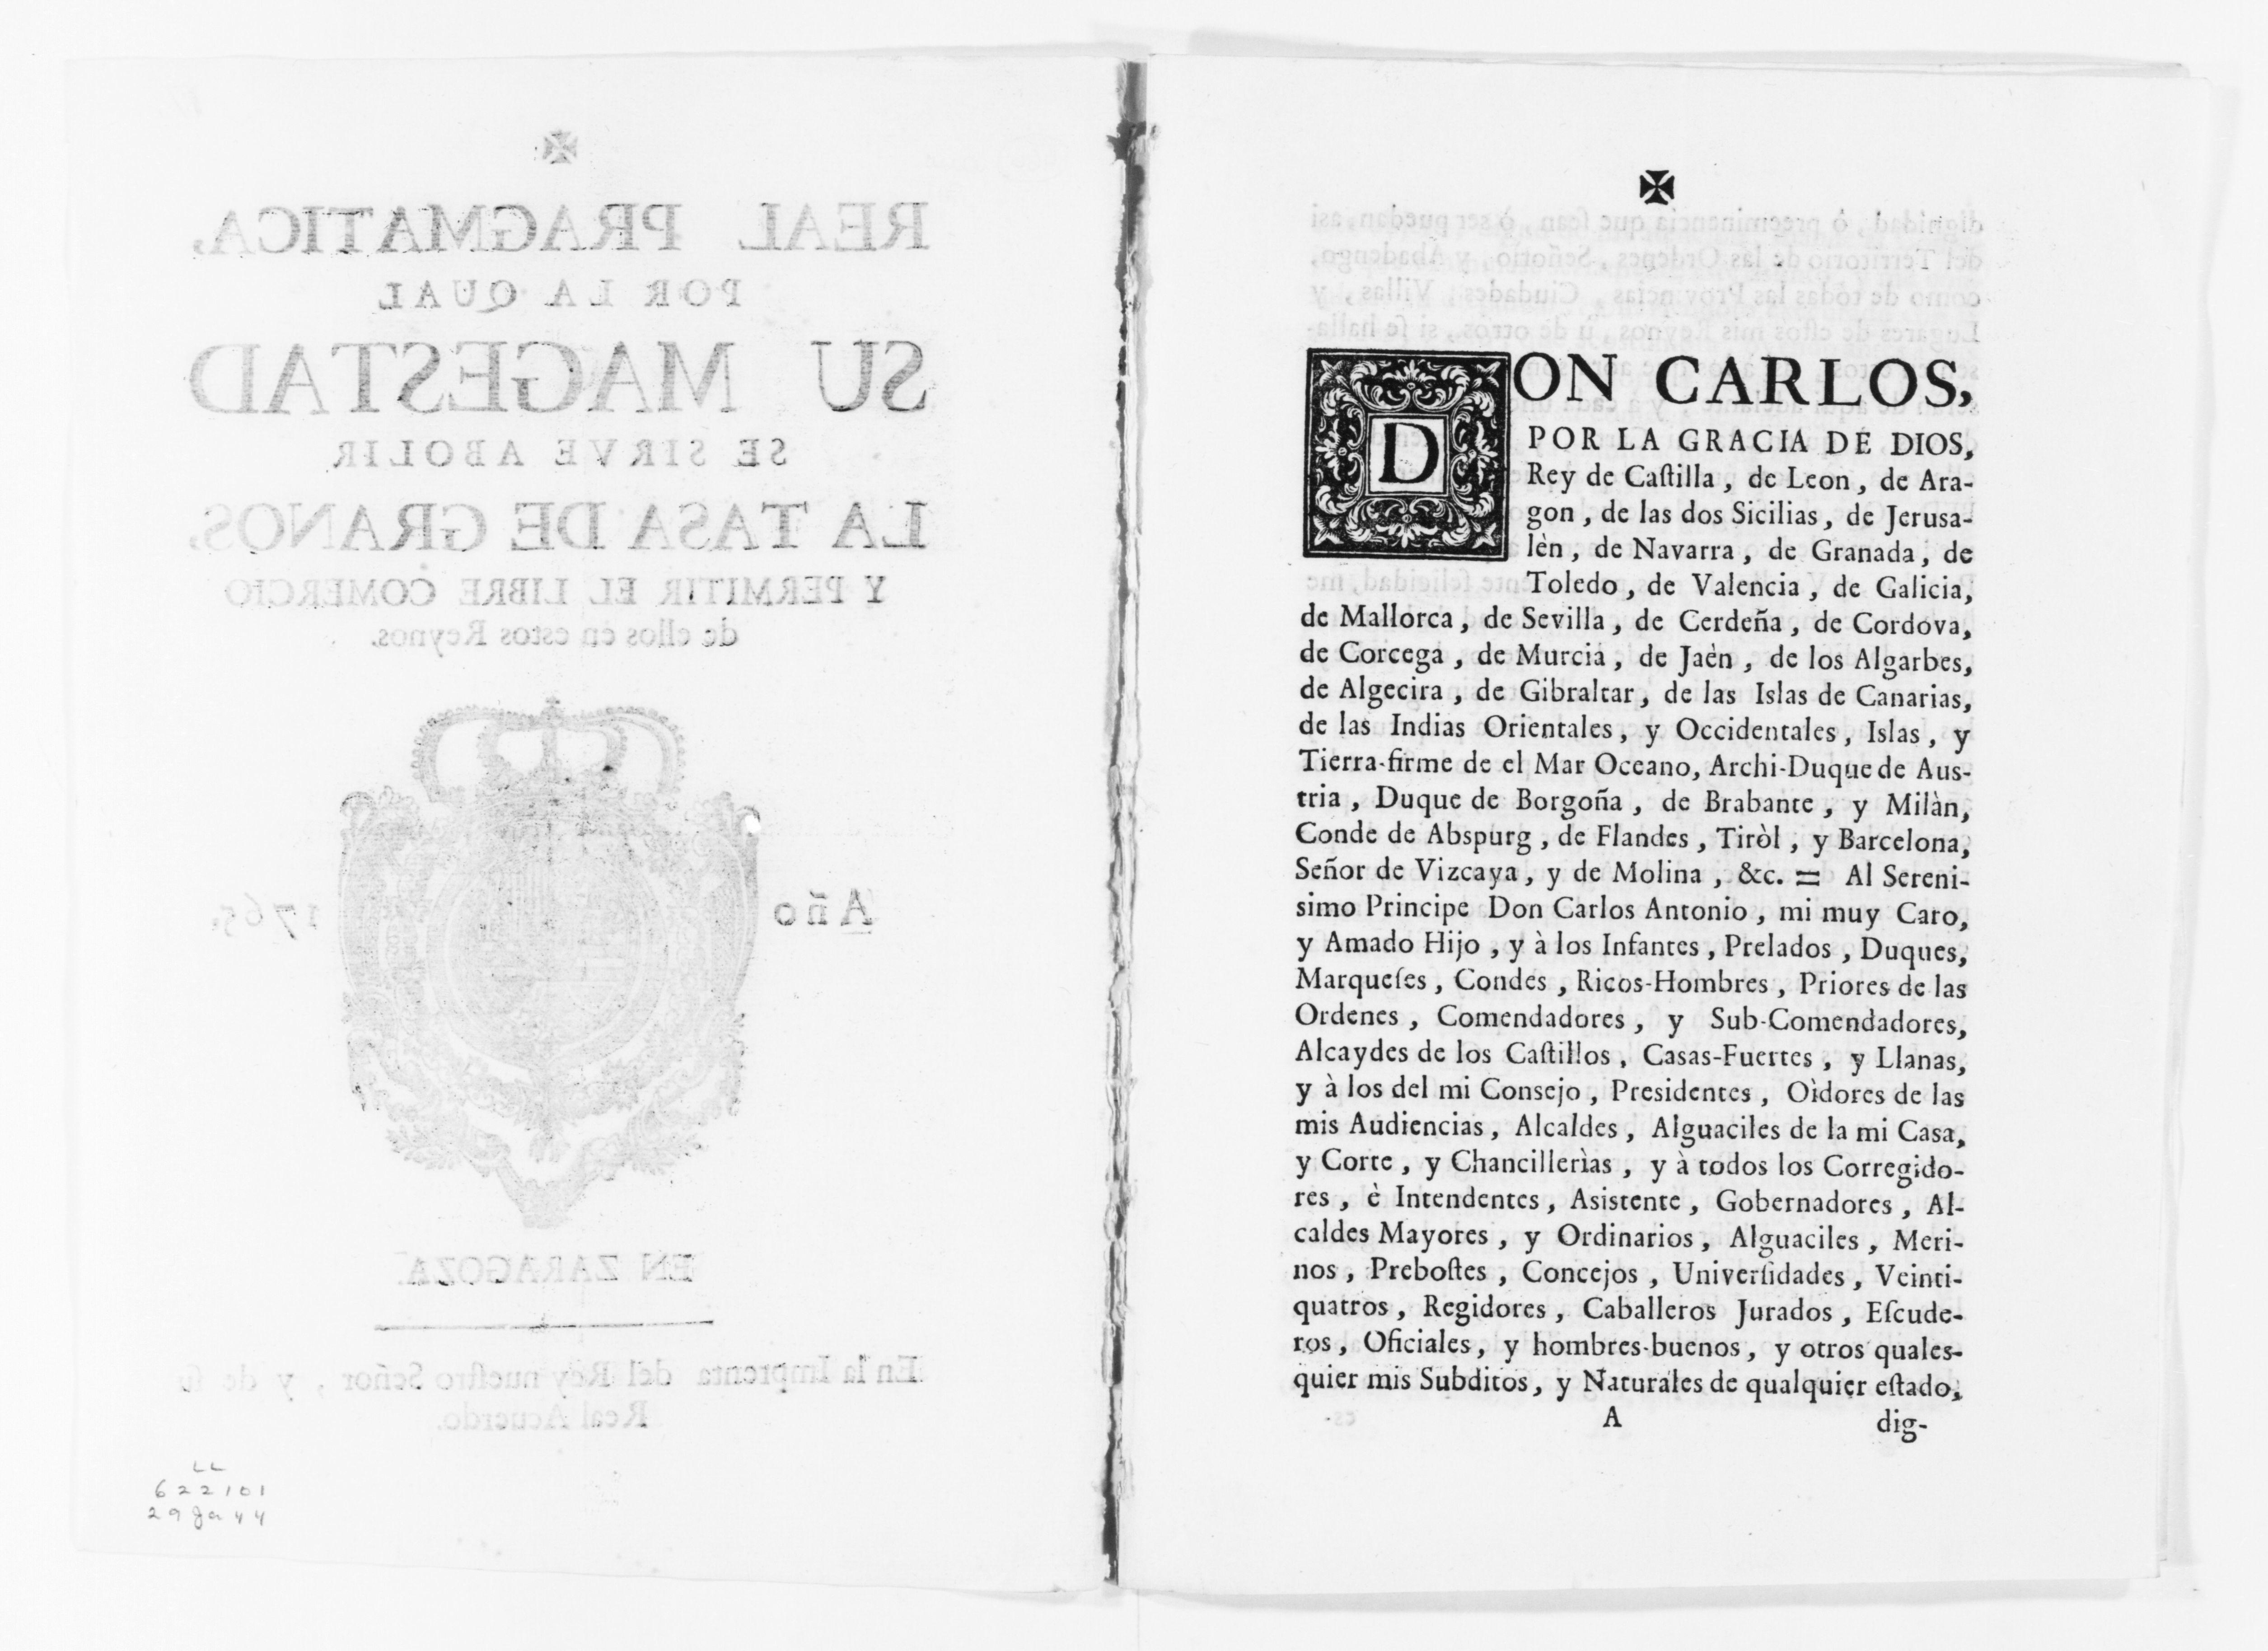 REAL PRAGMATICA,
POR LA QUAL
SU MAGESTAD
SE SIRVE ABOLIR
LA TASA DE GRANOS,
Y PERMITIR EL LIBRE COMERCIO
de ellos en estos Reynos.
Año 1765.
EN ZARAGOZA.
En la Imprenta del Rey nuestro Señor, y de su
Real Acuerdo.
LL
622101
29 Ja 44
DON CARLOS,
POR LA GRACIA DE DIOS,
Rey de Caſtilla, de Leon, de Ara-
gon, de las dos Sicilias, de Jerusa-
lèn, de Navarra, de Granada, de
Toledo, de Valencia, de Galicia,
de Mallorca, de Sevilla, de Cerdeña, de Cordova,
de Corcega, de Murcia, de Jaèn, de los Algarbes,
de Algecira, de Gibraltar, de las Islas de Canarias,
de las Indias Orientales, y Occidentales, Islas, y
Tierra-firme de el Mar Oceano, Archi-Duque de Aus-
tria, Duque de Borgoña, de Brabante, y Milàn,
Conde de Abspurg, de Flandes, Tiròl, y Barcelona,
Señor de Vizcaya, y de Molina, &c. = Al Sereni-
simo Principe Don Carlos Antonio, mi muy Caro,
y Amado Hijo, y à los Infantes, Prelados, Duques,
Marqueſes, Condes, Ricos-Hombres, Priores de las
Ordenes, Comendadores, y Sub-Comendadores,
Alcaydes de los Caſtillos, Casas-Fuertes, y Llanas,
y à los del mi Consejo, Presidentes, Oìdores de las
mis Audiencias, Alcaldes, Alguaciles de la mi Casa,
y Corte, y Chancillerìas, y à todos los Corregido-
res, è Intendentes, Asistente, Gobernadores, Al-
caldes Mayores, y Ordinarios, Alguaciles, Meri-
nos, Preboſtes, Concejos, Univerſidades, Veinti-
quatros, Regidores, Caballeros Jurados, Eſcude-
ros, Oficiales, y hombres-buenos, y otros quales-
quier mis Subditos, y Naturales de qualquier eſtado,
A dig-